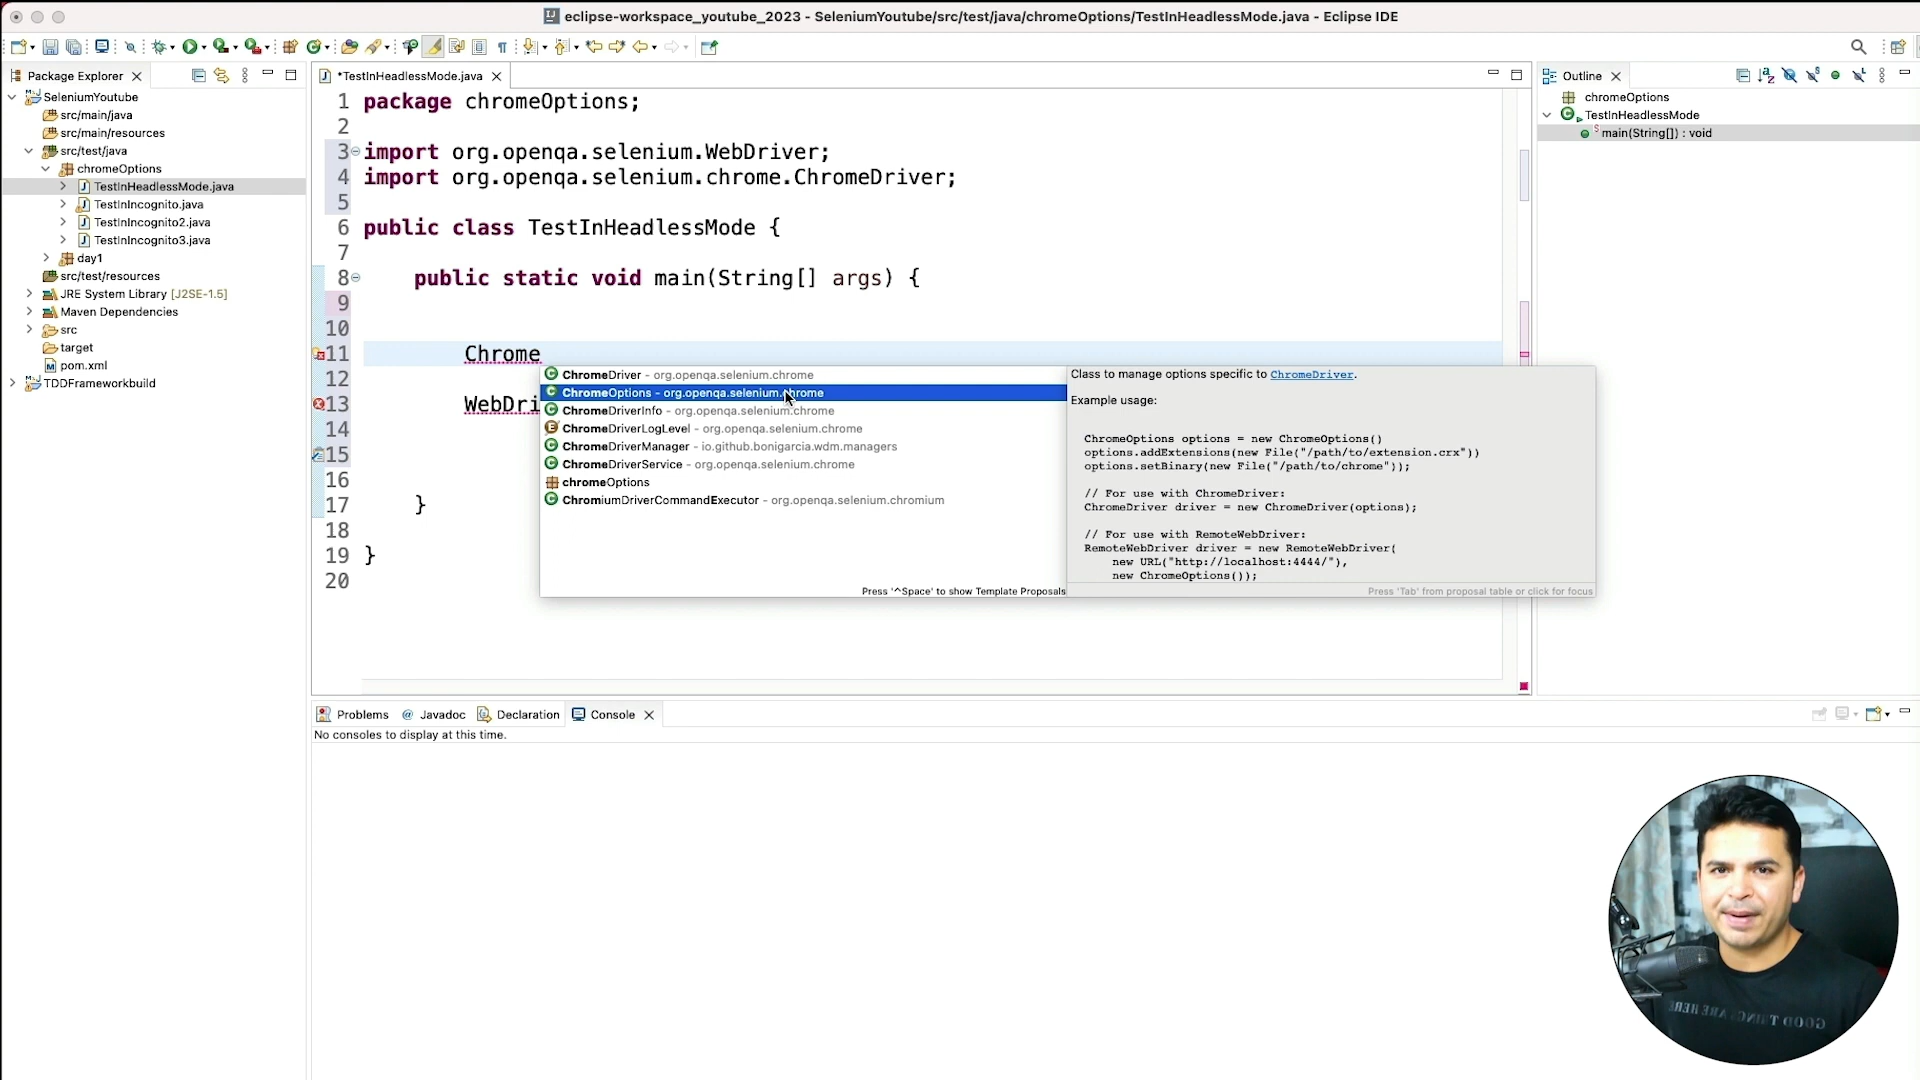 eclipse-workspace_youtube_2023 - SeleniumYoutube/src/test/java/chromeOptions/TestInHeadlessMode.java - Eclipse IDE
Package Explorer
SeleniumYoutube
src/main/java
src/main/resources
src/test/java
chromeOptions
TestInHeadlessMode.java
TestInIncognito.java
TestInIncognito2.java
TestInIncognito3.java
day1
src/test/resources
JRE System Library [J2SE-1.5]
Maven Dependencies
src
target
pom.xml
TDDFrameworkbuild
*TestInHeadlessMode.java
1 package chromeOptions;
2
3 import org.openqa.selenium.WebDriver;
4 import org.openqa.selenium.chrome.ChromeDriver;
5
6 public class TestInHeadlessMode {
7
8 public static void main(String[] args) {
9
10
11 Chrome
12
13 WebDri
14
15
16
17 }
18
19 }
20
ChromeDriver - org.openqa.selenium.chrome
ChromeOptions - org.openqa.selenium.chrome
ChromeDriverInfo - org.openqa.selenium.chrome
ChromeDriverLogLevel - org.openqa.selenium.chrome
ChromeDriverManager - io.github.bonigarcia.wdm.managers
ChromeDriverService - org.openqa.selenium.chrome
chromeOptions
ChromiumDriverCommandExecutor - org.openqa.selenium.chromium
Press '^Space' to show Template Proposals
Class to manage options specific to ChromeDriver.
Example usage:
ChromeOptions options = new ChromeOptions()
options.addExtensions(new File("/path/to/extension.crx"))
options.setBinary(new File("/path/to/chrome"));
// For use with ChromeDriver:
ChromeDriver driver = new ChromeDriver(options);
// For use with RemoteWebDriver:
RemoteWebDriver driver = new RemoteWebDriver(
new URL("http://localhost:4444/"),
new ChromeOptions());
Press 'Tab' from proposal table or click for focus
Outline
chromeOptions
TestInHeadlessMode
main(String[]) : void
Problems
Javadoc
Declaration
Console
No consoles to display at this time.
GOOD THINGS ARE HERE